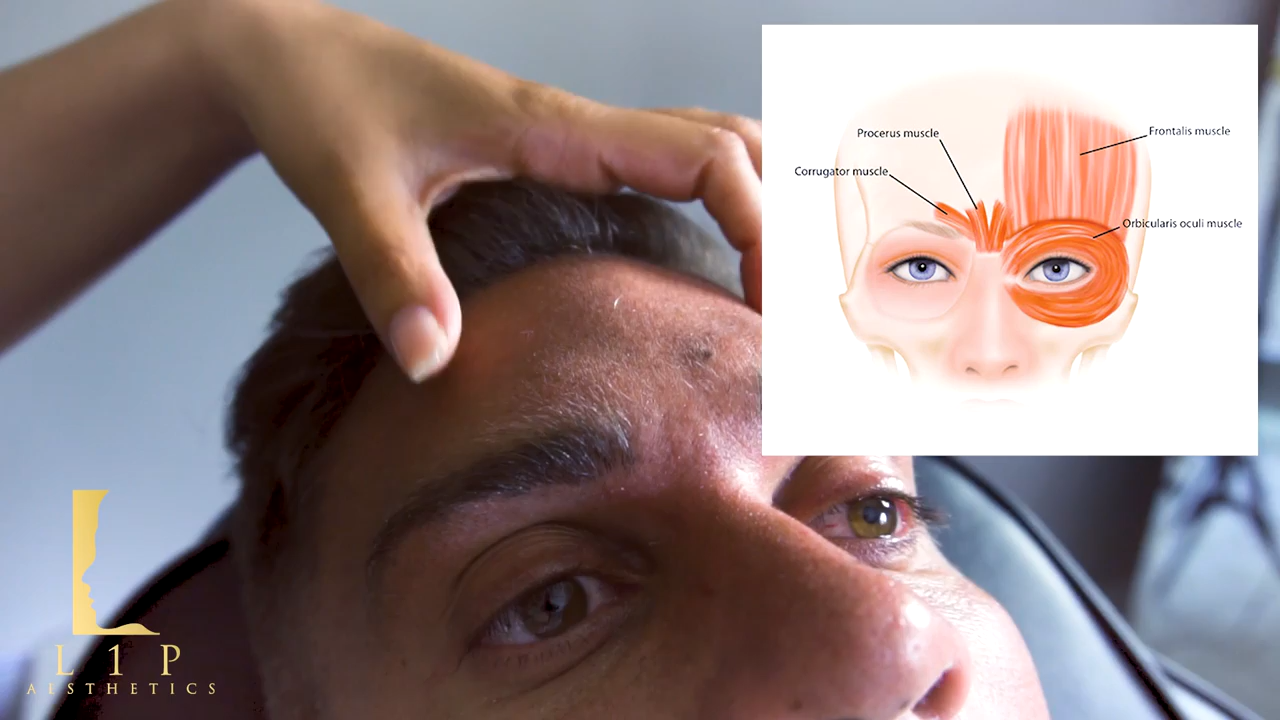 Procerus muscle
Frontalis muscle
Corrugator muscle
Orbicularis oculi muscle
L1P
AESTHETICS